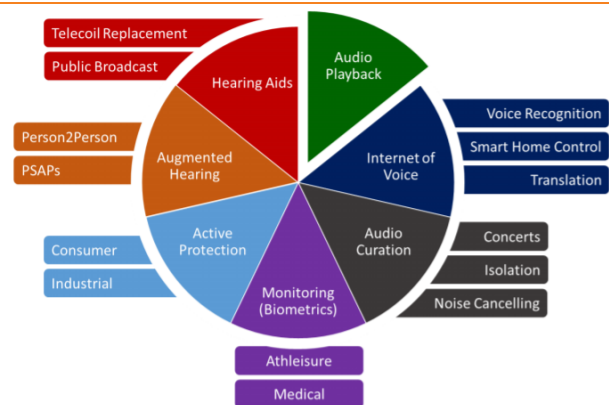 Telecoil Replacement
Public Broadcast
Hearing Aids
Audio
Playback
Person2Person
PSAPs
Augmented
Hearing
Internet of
Voice
Voice Recognition
Smart Home Control
Translation
Consumer
Industrial
Active
Protection
Audio
Curation
Concerts
Isolation
Noise Cancelling
Monitoring
(Biometrics)
Athleisure
Medical